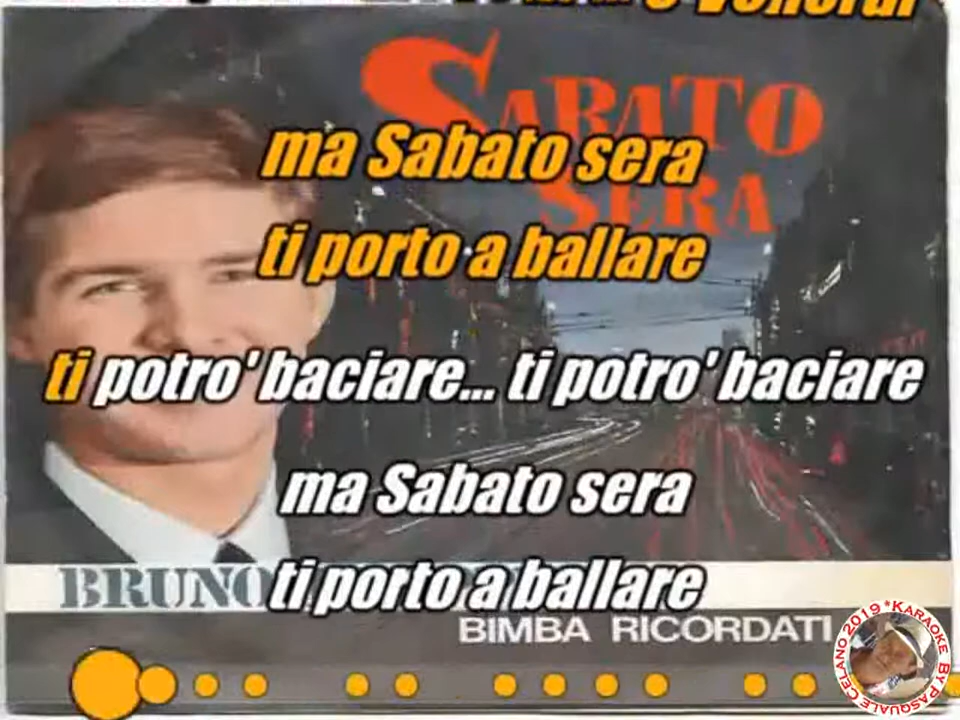 e Venerdì
SABATO
SERA
ma Sabato sera
ti porto a ballare
ti potro' baciare... ti potro' baciare
ma Sabato sera
ti porto a ballare
BRUNO
BIMBA RICORDATI
*KARAOKE BY PASQUALE CELANO 2019